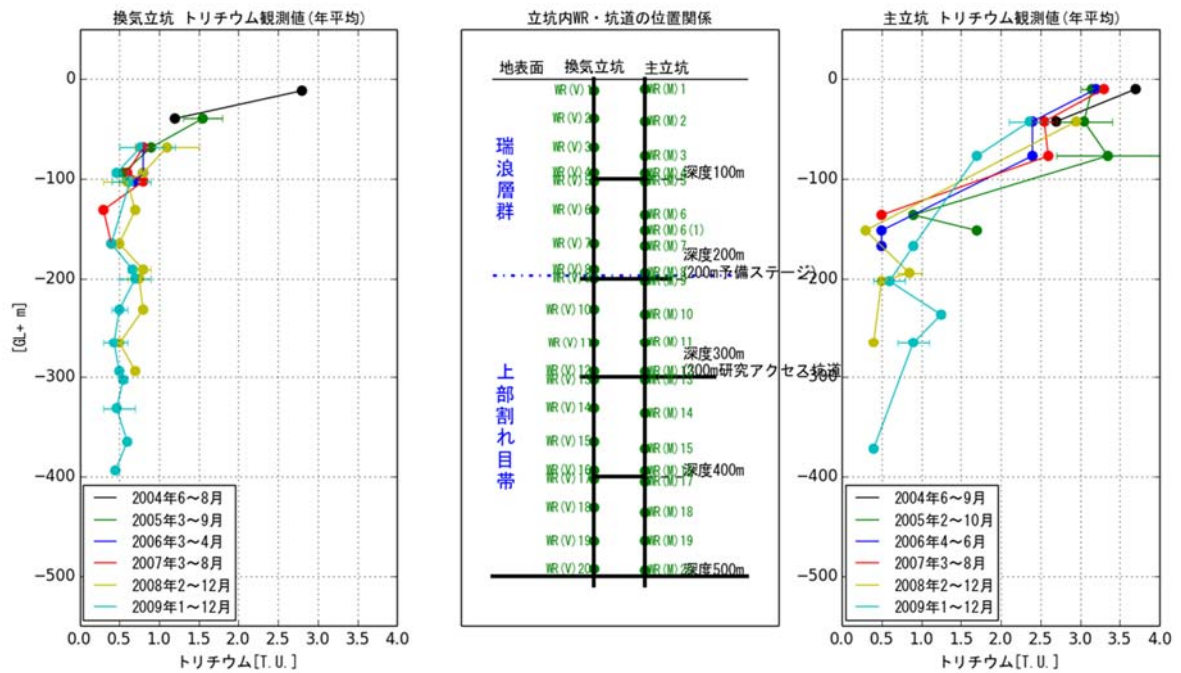 換気立坑 トリチウム観測値(年平均)
0
−100
−200
−300
−400
−500
[GL+ m]
2004年6〜8月
2005年3〜9月
2006年3〜4月
2007年3〜8月
2008年2〜12月
2009年1〜12月
0.0 0.5 1.0 1.5 2.0 2.5 3.0 3.5 4.0
トリチウム[T.U.]
立坑内WR・坑道の位置関係
地表面 換気立坑 主立坑
WR(V)1 WR(M)1
WR(V)2 WR(M)2
WR(V)3 WR(M)3
深度100m
WR(V)6 WR(M)6
WR(M)6(1)
WR(V)7 WR(M)7
深度200m
(200m予備ステージ)
WR(V)10 WR(M)10
WR(V)11 WR(M)11
深度300m
(300m研究アクセス坑道
WR(V)14 WR(M)14
WR(V)15 WR(M)15
WR(V)16
深度400m
WR(V)18 WR(M)18
WR(V)19 WR(M)19
WR(V)20
深度500m
瑞浪層群
上部割れ目帯
主立坑 トリチウム観測値(年平均)
0
−100
−200
−300
−400
−500
2004年6〜9月
2005年2〜10月
2006年4〜6月
2007年3〜8月
2008年2〜12月
2009年1〜12月
0.0 0.5 1.0 1.5 2.0 2.5 3.0 3.5 4.0
トリチウム[T.U.]